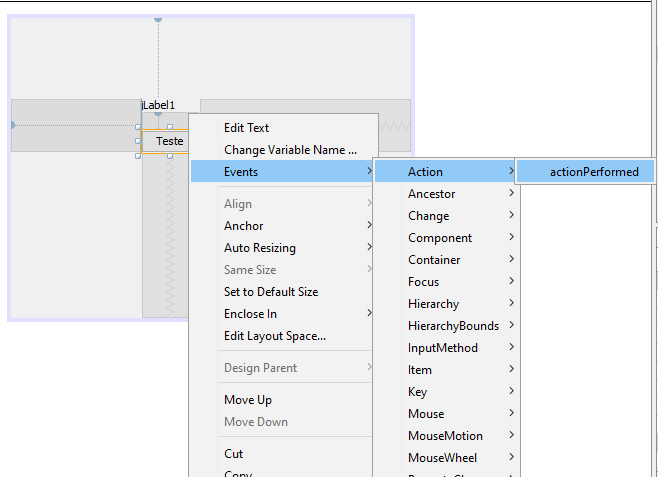 jLabel1
Teste
Edit Text
Change Variable Name ...
Events
Align
Anchor
Auto Resizing
Same Size
Set to Default Size
Enclose In
Edit Layout Space...
Design Parent
Move Up
Move Down
Cut
Copy
Action
Ancestor
Change
Component
Container
Focus
Hierarchy
HierarchyBounds
InputMethod
Item
Key
Mouse
MouseMotion
MouseWheel
actionPerformed